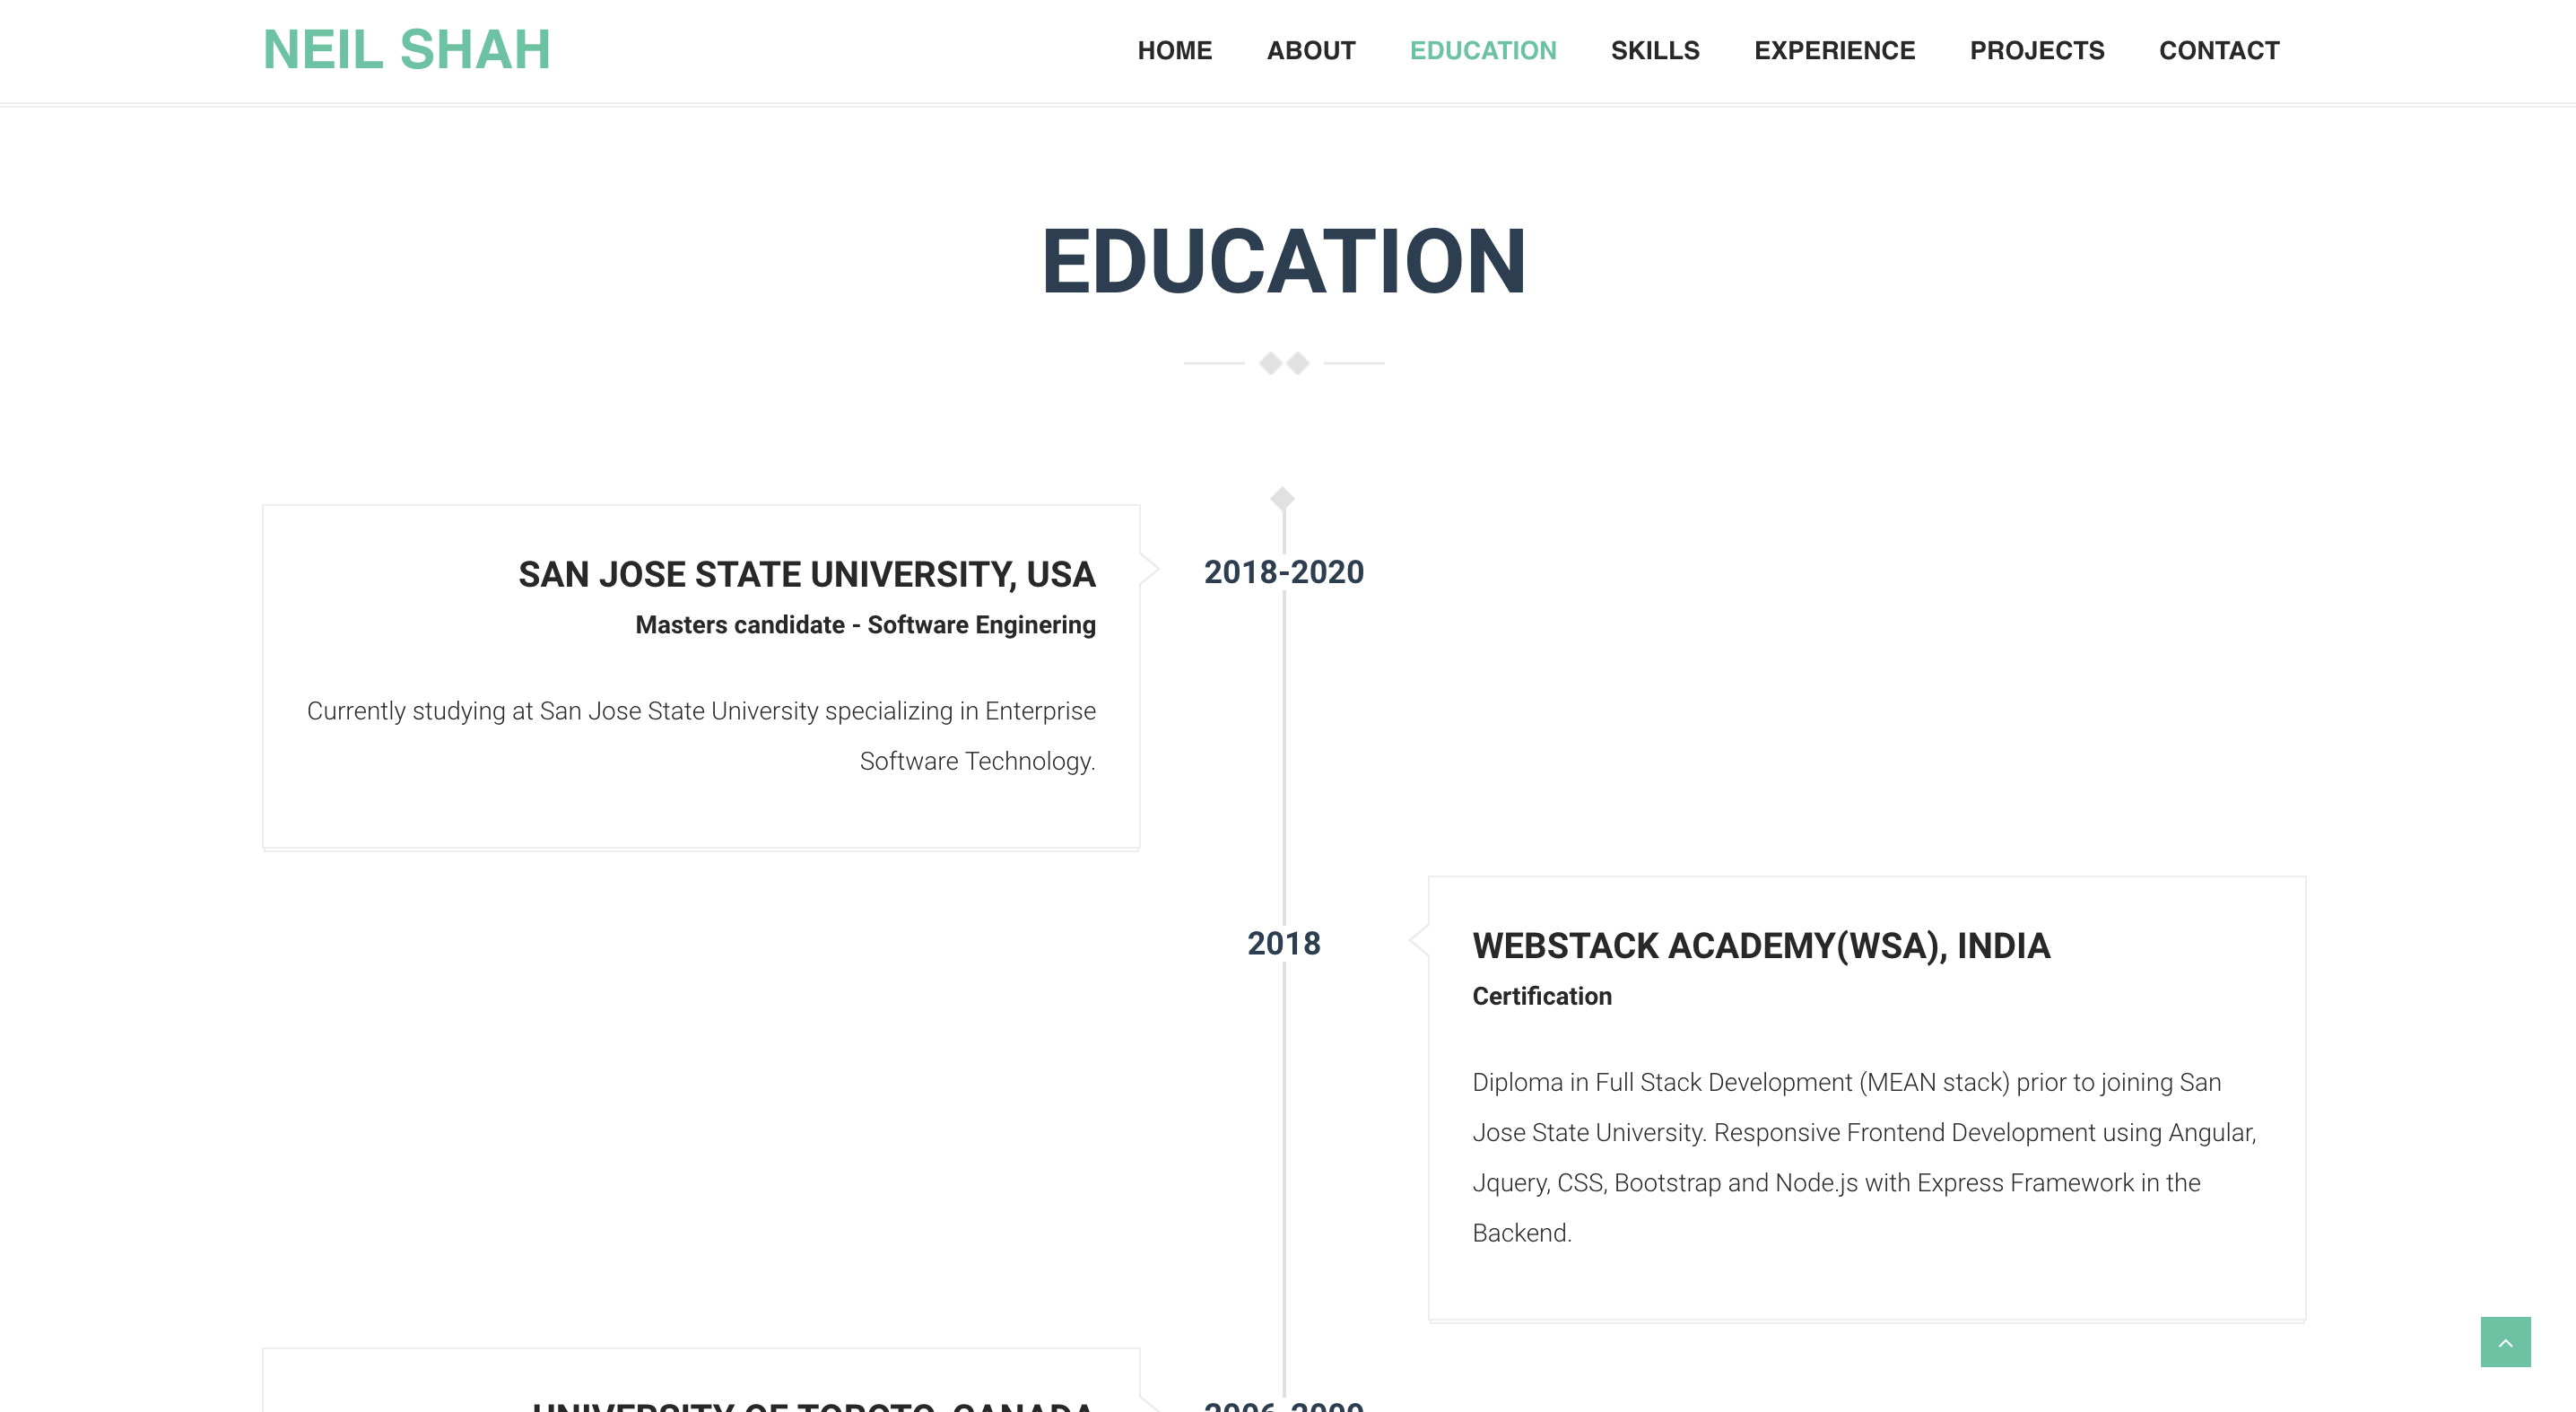 NEIL SHAH
HOME ABOUT EDUCATION SKILLS EXPERIENCE PROJECTS CONTACT
EDUCATION
SAN JOSE STATE UNIVERSITY, USA
2018-2020
Masters candidate - Software Enginering
Currently studying at San Jose State University specializing in Enterprise
Software Technology.
2018
WEBSTACK ACADEMY(WSA), INDIA
Certification
Diploma in Full Stack Development (MEAN stack) prior to joining San
Jose State University. Responsive Frontend Development using Angular,
Jquery, CSS, Bootstrap and Node.js with Express Framework in the
Backend.
UNIVERSITY OF CANADA